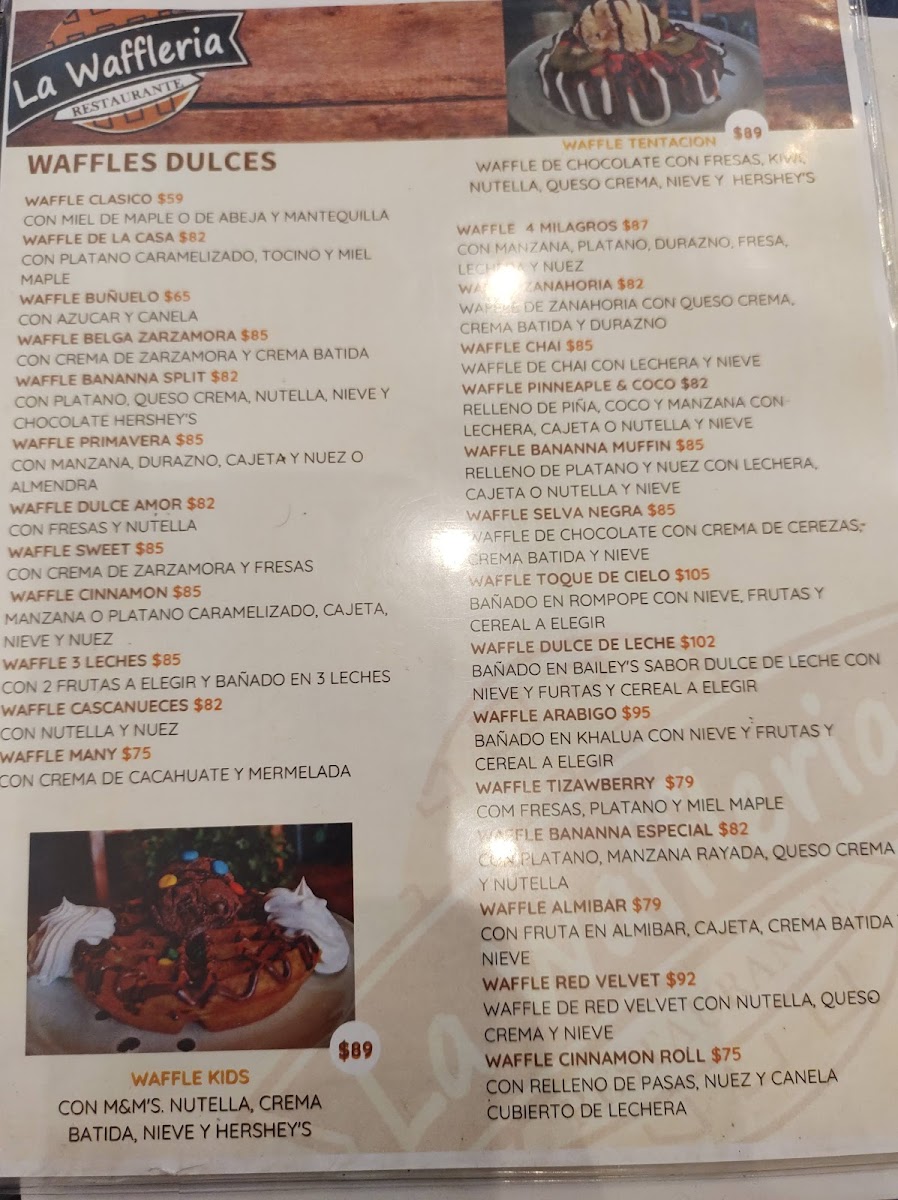 La Waffleria
RESTAURANTE
WAFFLES DULCES
WAFFLE CLASICO $59
CON MIEL DE MAPLE O DE ABEJA Y MANTEQUILLA
WAFFLE DE LA CASA $82
CON PLATANO CARAMELIZADO, TOCINO Y MIEL
MAPLE
WAFFLE BUÑUELO $65
CON AZUCAR Y CANELA
WAFFLE BELGA ZARZAMORA $85
CON CREMA DE ZARZAMORA Y CREMA BATIDA
WAFFLE BANANNA SPLIT $82
CON PLATANO, QUESO CREMA, NUTELLA, NIEVE Y
CHOCOLATE HERSHEY'S
WAFFLE PRIMAVERA $85
CON MANZANA, DURAZNO, CAJETA Y NUEZ O
ALMENDRA
WAFFLE DULCE AMOR $82
CON FRESAS Y NUTELLA
WAFFLE SWEET $85
CON CREMA DE ZARZAMORA Y FRESAS
WAFFLE CINNAMON $85
MANZANA O PLATANO CARAMELIZADO, CAJETA,
NIEVE Y NUEZ
WAFFLE 3 LECHES $85
CON 2 FRUTAS A ELEGIR Y BAÑADO EN 3 LECHES
WAFFLE CASCANUECES $82
CON NUTELLA Y NUEZ
WAFFLE MANY $75
CON CREMA DE CACAHUATE Y MERMELADA
$89
WAFFLE KIDS
CON M&M'S. NUTELLA, CREMA
BATIDA, NIEVE Y HERSHEY'S
WAFFLE TENTACION $89
WAFFLE DE CHOCOLATE CON FRESAS, KIWI,
NUTELLA, QUESO CREMA, NIEVE Y HERSHEY'S
WAFFLE 4 MILAGROS $87
CON MANZANA, PLATANO, DURAZNO, FRESA,
LECHERA Y NUEZ
WAFFLE ZANAHORIA $82
WAFFLE DE ZANAHORIA CON QUESO CREMA,
CREMA BATIDA Y DURAZNO
WAFFLE CHAI $85
WAFFLE DE CHAI CON LECHERA Y NIEVE
WAFFLE PINNEAPLE & COCO $82
RELLENO DE PIÑA, COCO Y MANZANA CON
LECHERA, CAJETA O NUTELLA Y NIEVE
WAFFLE BANANNA MUFFIN $85
RELLENO DE PLATANO Y NUEZ CON LECHERA,
CAJETA O NUTELLA Y NIEVE
WAFFLE SELVA NEGRA $85
WAFFLE DE CHOCOLATE CON CREMA DE CEREZAS,
CREMA BATIDA Y NIEVE
WAFFLE TOQUE DE CIELO $105
BAÑADO EN ROMPOPE CON NIEVE, FRUTAS Y
CEREAL A ELEGIR
WAFFLE DULCE DE LECHE $102
BAÑADO EN BAILEY'S SABOR DULCE DE LECHE CON
NIEVE Y FURTAS Y CEREAL A ELEGIR
WAFFLE ARABIGO $95
BAÑADO EN KHALUA CON NIEVE Y FRUTAS Y
CEREAL A ELEGIR
WAFFLE TIZAWBERRY $79
COM FRESAS, PLATANO Y MIEL MAPLE
WAFFLE BANANNA ESPECIAL $82
CON PLATANO, MANZANA RAYADA, QUESO CREMA
Y NUTELLA
WAFFLE ALMIBAR $79
CON FRUTA EN ALMIBAR, CAJETA, CREMA BATIDA Y
NIEVE
WAFFLE RED VELVET $92
WAFFLE DE RED VELVET CON NUTELLA, QUESO
CREMA Y NIEVE
WAFFLE CINNAMON ROLL $75
CON RELLENO DE PASAS, NUEZ Y CANELA
CUBIERTO DE LECHERA